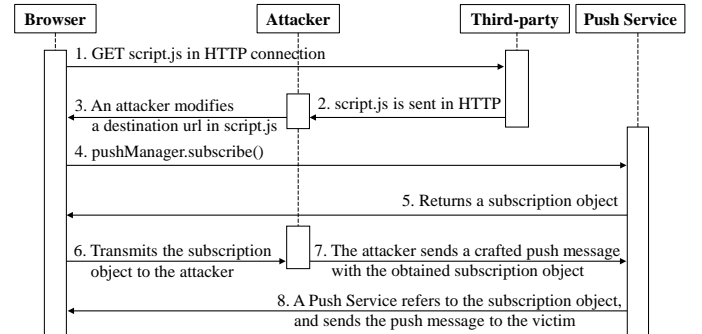 Browser
Attacker
Third-party
Push Service
1. GET script.js in HTTP connection
2. script.js is sent in HTTP
3. An attacker modifies
a destination url in script.js
4. pushManager.subscribe()
5. Returns a subscription object
6. Transmits the subscription
object to the attacker
7. The attacker sends a crafted push message
with the obtained subscription object
8. A Push Service refers to the subscription object,
and sends the push message to the victim